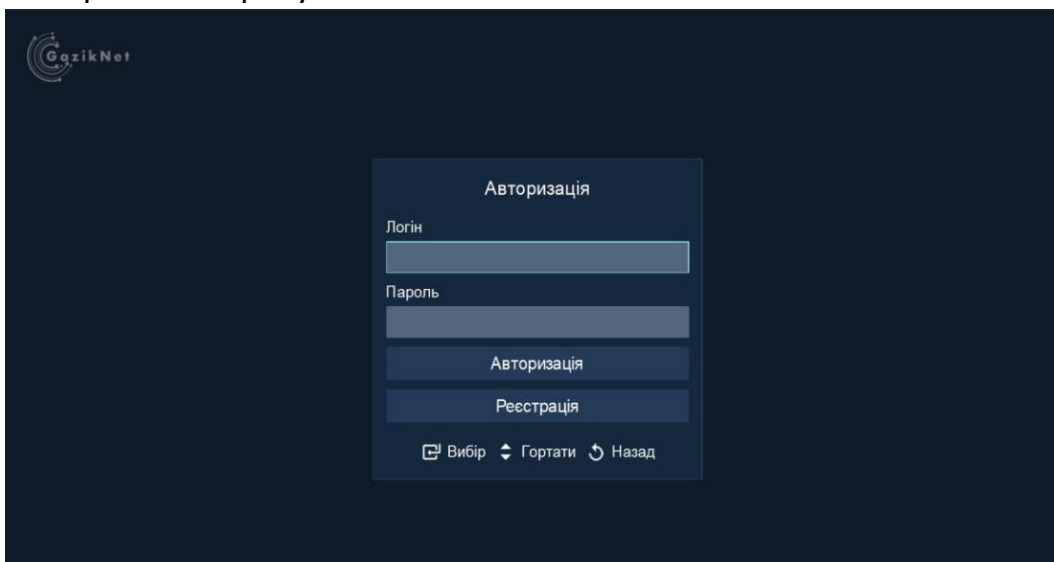 GazikNet
Авторизація
Логін
Пароль
Авторизація
Реєстрація
Вибір Гортати Назад